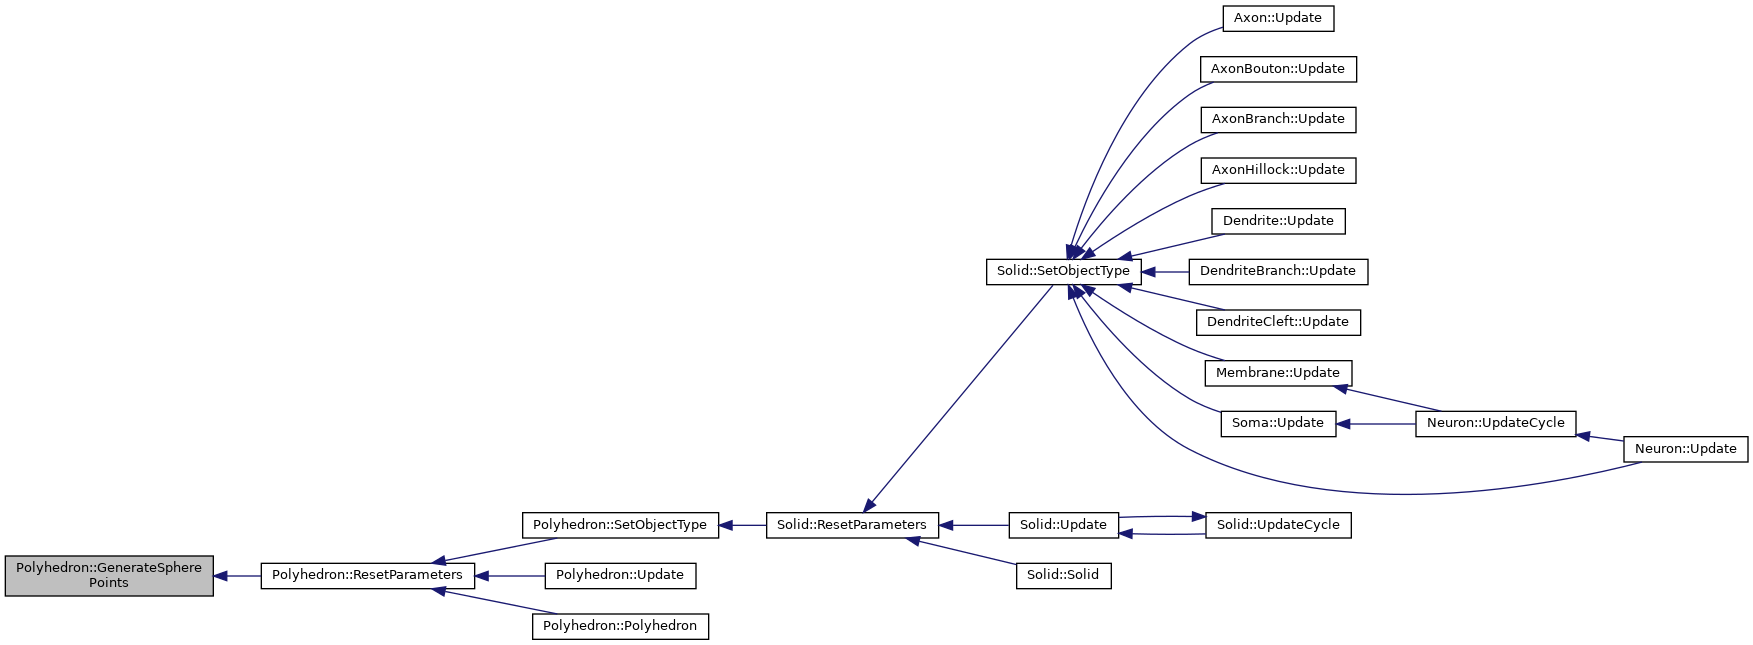 Axon::Update
AxonBouton::Update
AxonBranch::Update
AxonHillock::Update
Dendrite::Update
Solid::SetObjectType
DendriteBranch::Update
DendriteCleft::Update
Membrane::Update
Soma::Update
Neuron::UpdateCycle
Neuron::Update
Polyhedron::SetObjectType
Solid::ResetParameters
Solid::Update
Solid::UpdateCycle
Polyhedron::GenerateSphere
Points
Polyhedron::ResetParameters
Polyhedron::Update
Solid::Solid
Polyhedron::Polyhedron